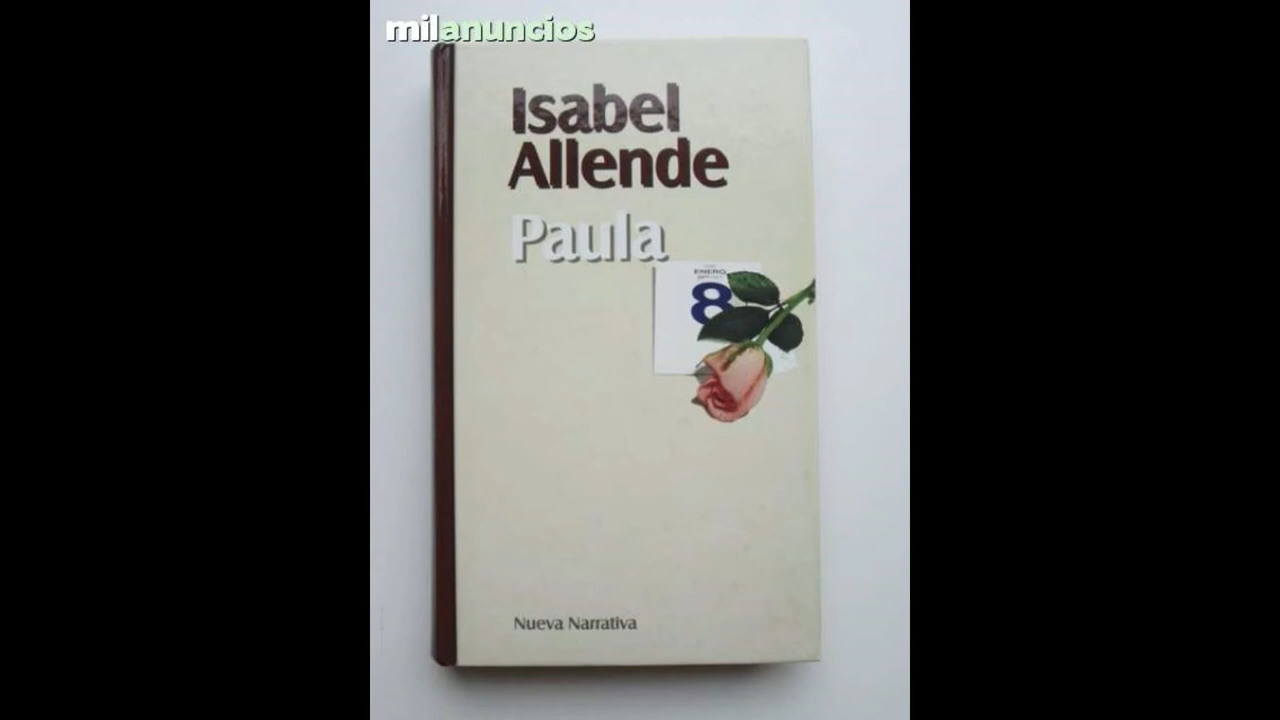 milanuncios
Isabel
Allende
Paula
ENERO
8
Nueva Narrativa